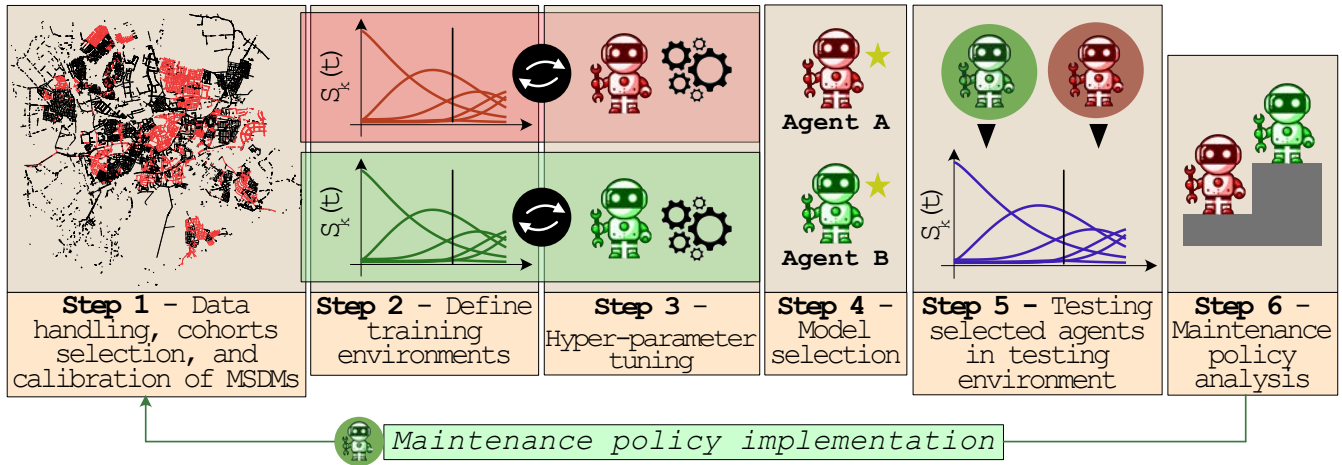 S_k(t)
S_k(t)
Agent A
Agent B
S_k(t)
Step 1 - Data
handling, cohorts
selection, and
calibration of MSDMs
Step 2 - Define
training
environments
Step 3 -
Hyper-parameter
tuning
Step 4 -
Model
selection
Step 5 - Testing
selected agents
in testing
environment
Step 6 -
Maintenance
policy
analysis
Maintenance policy implementation